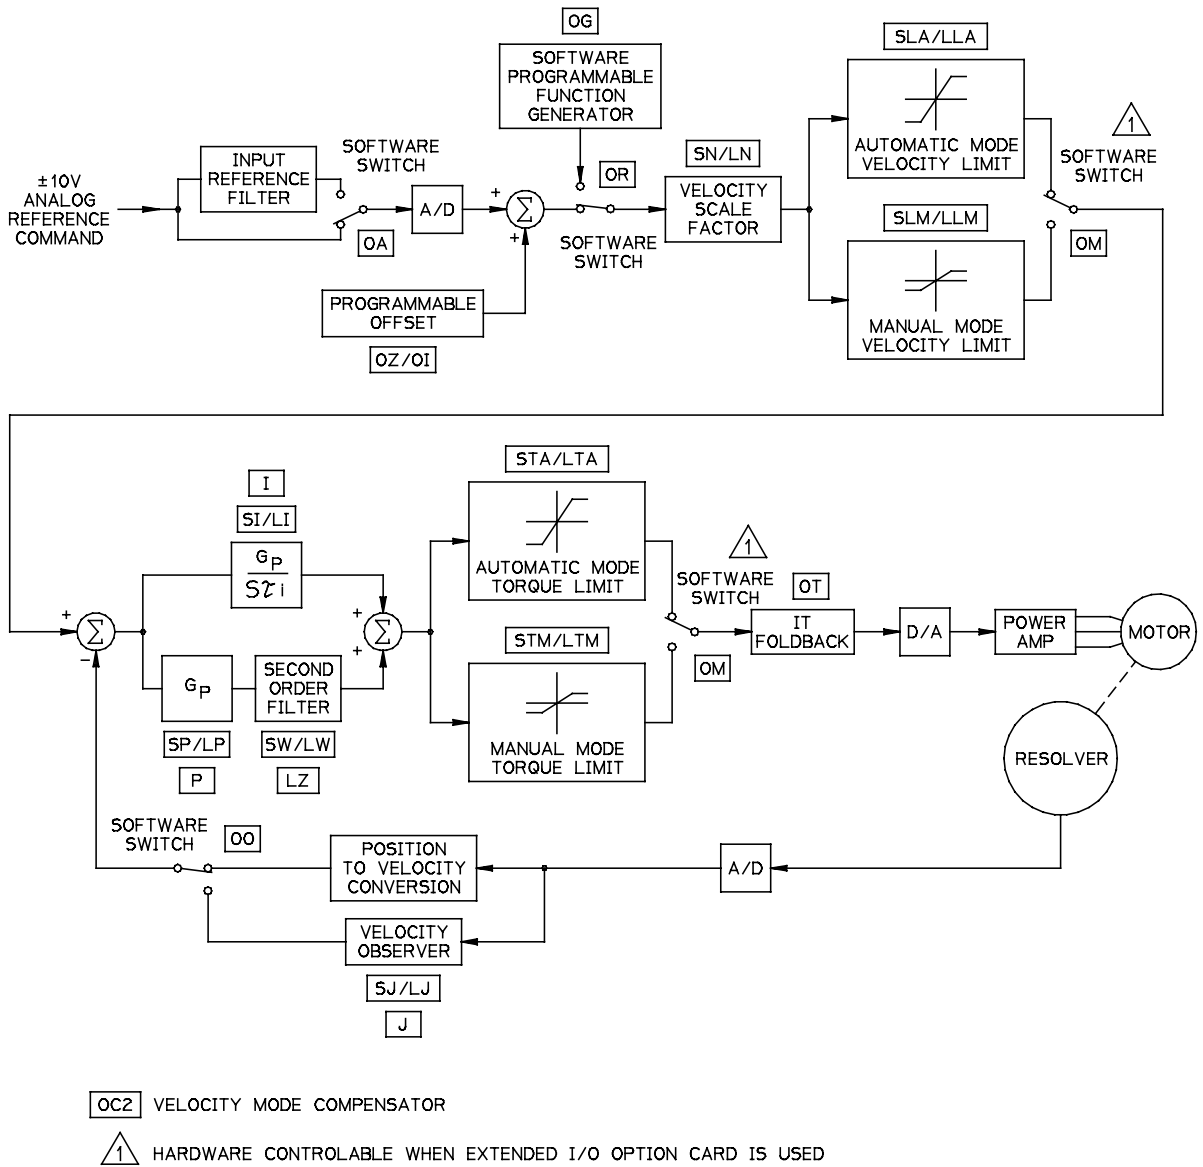 OG
SOFTWARE
PROGRAMMABLE
FUNCTION
GENERATOR
SLA/LLA
AUTOMATIC MODE
VELOCITY LIMIT
1
SOFTWARE
SWITCH
±10V
ANALOG
REFERENCE
COMMAND
INPUT
REFERENCE
FILTER
SOFTWARE
SWITCH
OA
A/D
+
Σ
+
OR
SOFTWARE
SWITCH
SN/LN
VELOCITY
SCALE
FACTOR
SLM/LLM
MANUAL MODE
VELOCITY LIMIT
OM
PROGRAMMABLE
OFFSET
OZ/OI
I
SI/LI
GP
Sτi
+
Σ
−
GP
SP/LP
P
SECOND
ORDER
FILTER
SW/LW
LZ
+
Σ
+
STA/LTA
AUTOMATIC MODE
TORQUE LIMIT
STM/LTM
MANUAL MODE
TORQUE LIMIT
1
SOFTWARE
SWITCH
OM
OT
IT
FOLDBACK
D/A
POWER
AMP
MOTOR
RESOLVER
SOFTWARE
SWITCH
OO
POSITION
TO VELOCITY
CONVERSION
A/D
VELOCITY
OBSERVER
SJ/LJ
J
OC2 VELOCITY MODE COMPENSATOR
1 HARDWARE CONTROLABLE WHEN EXTENDED I/O OPTION CARD IS USED